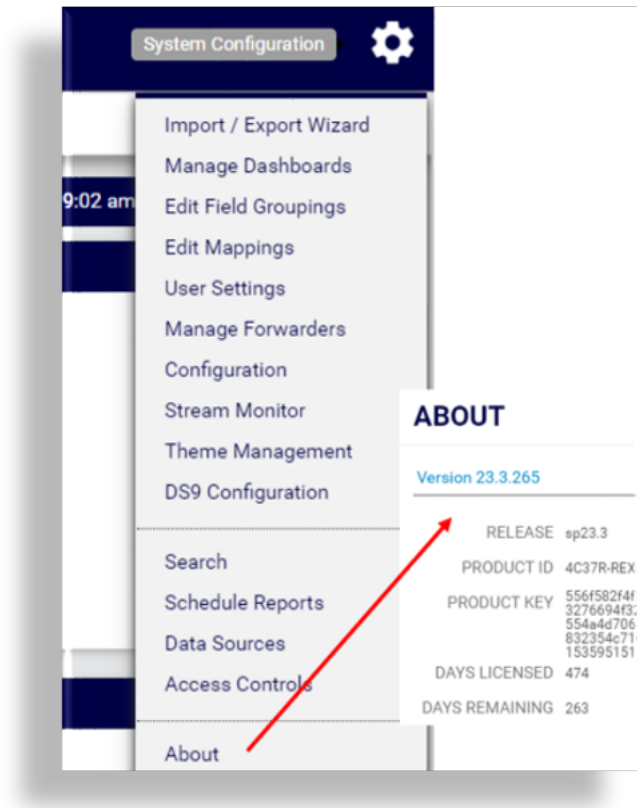 System Configuration
Import / Export Wizard
Manage Dashboards
9:02 am
Edit Field Groupings
Edit Mappings
User Settings
Manage Forwarders
Configuration
Stream Monitor
Theme Management
DS9 Configuration
Search
Schedule Reports
Data Sources
Access Controls
About
ABOUT
Version 23.3.265
RELEASE sp23.3
PRODUCT ID 4C37R-REX
PRODUCT KEY
DAYS LICENSED 474
DAYS REMAINING 263